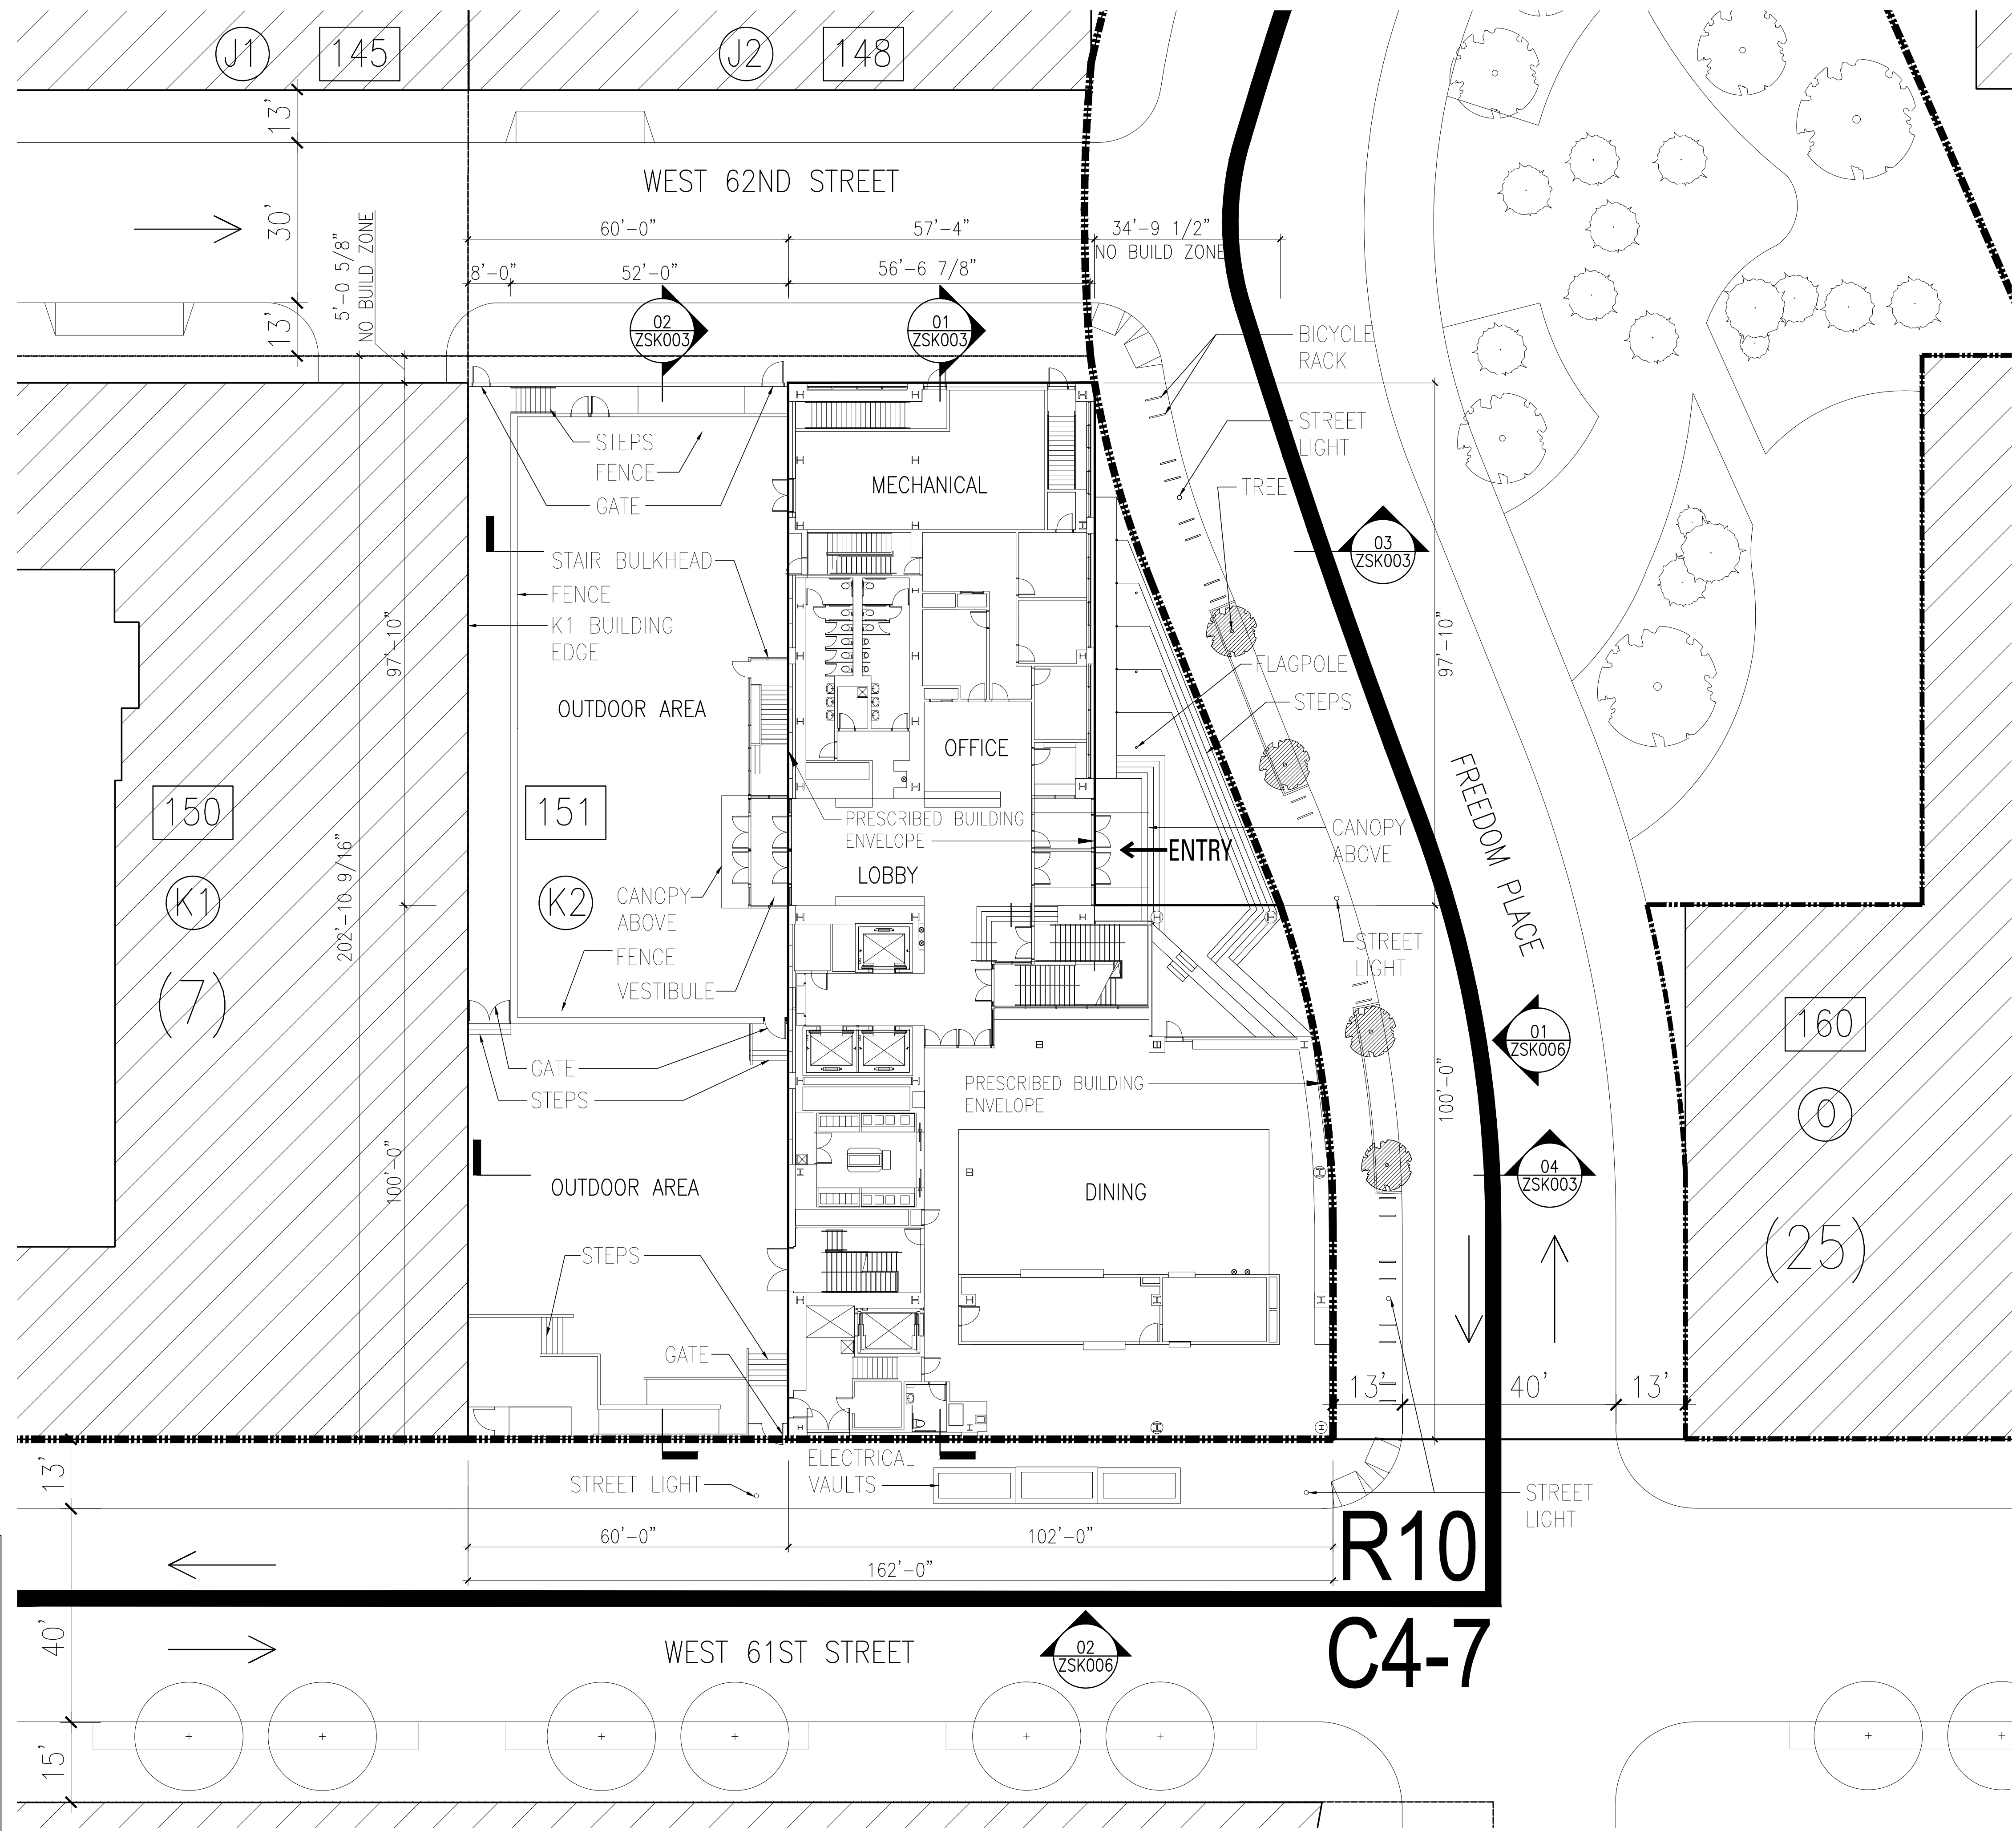 J1
145
J2
148
13'
WEST 62ND STREET
30'
5'-0 5/8"
NO BUILD ZONE
60'-0"
57'-4"
34'-9 1/2"
NO BUILD ZONE
8'-0"
52'-0"
56'-6 7/8"
13'
02
ZSK003
01
ZSK003
BICYCLE
RACK
STEPS
FENCE
GATE
MECHANICAL
STREET
LIGHT
TREE
03
ZSK003
STAIR BULKHEAD
FENCE
K1 BUILDING
EDGE
97'-10"
97'-10"
FLAGPOLE
STEPS
OUTDOOR AREA
OFFICE
FREEDOM PLACE
150
151
PRESCRIBED BUILDING
ENVELOPE
ENTRY
CANOPY
ABOVE
202'-10 9/16"
LOBBY
K1
K2
CANOPY
ABOVE
FENCE
VESTIBULE
STREET
LIGHT
(7)
160
01
ZSK006
GATE
STEPS
PRESCRIBED BUILDING
ENVELOPE
100'-0"
O
100'-0"
04
ZSK003
OUTDOOR AREA
DINING
(25)
STEPS
GATE
13'
40'
13'
13'
ELECTRICAL
VAULTS
STREET LIGHT
STREET
LIGHT
60'-0"
102'-0"
162'-0"
R10
40'
WEST 61ST STREET
02
ZSK006
C4-7
15'